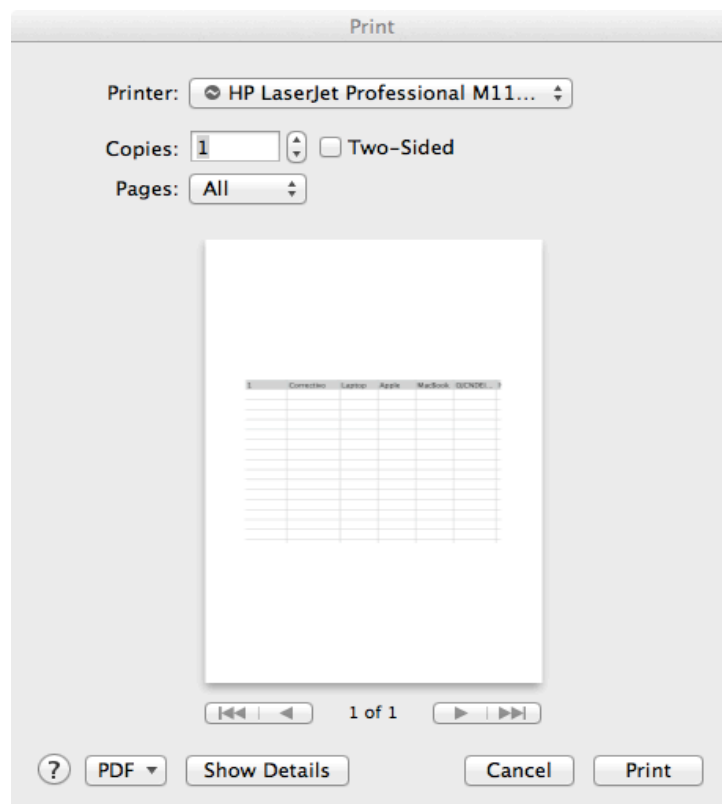 Print
Printer: HP LaserJet Professional M11...
Copies: 1 Two-Sided
Pages: All
1 Correctivo Laptop Apple MacBook
1 of 1
? PDF Show Details Cancel Print